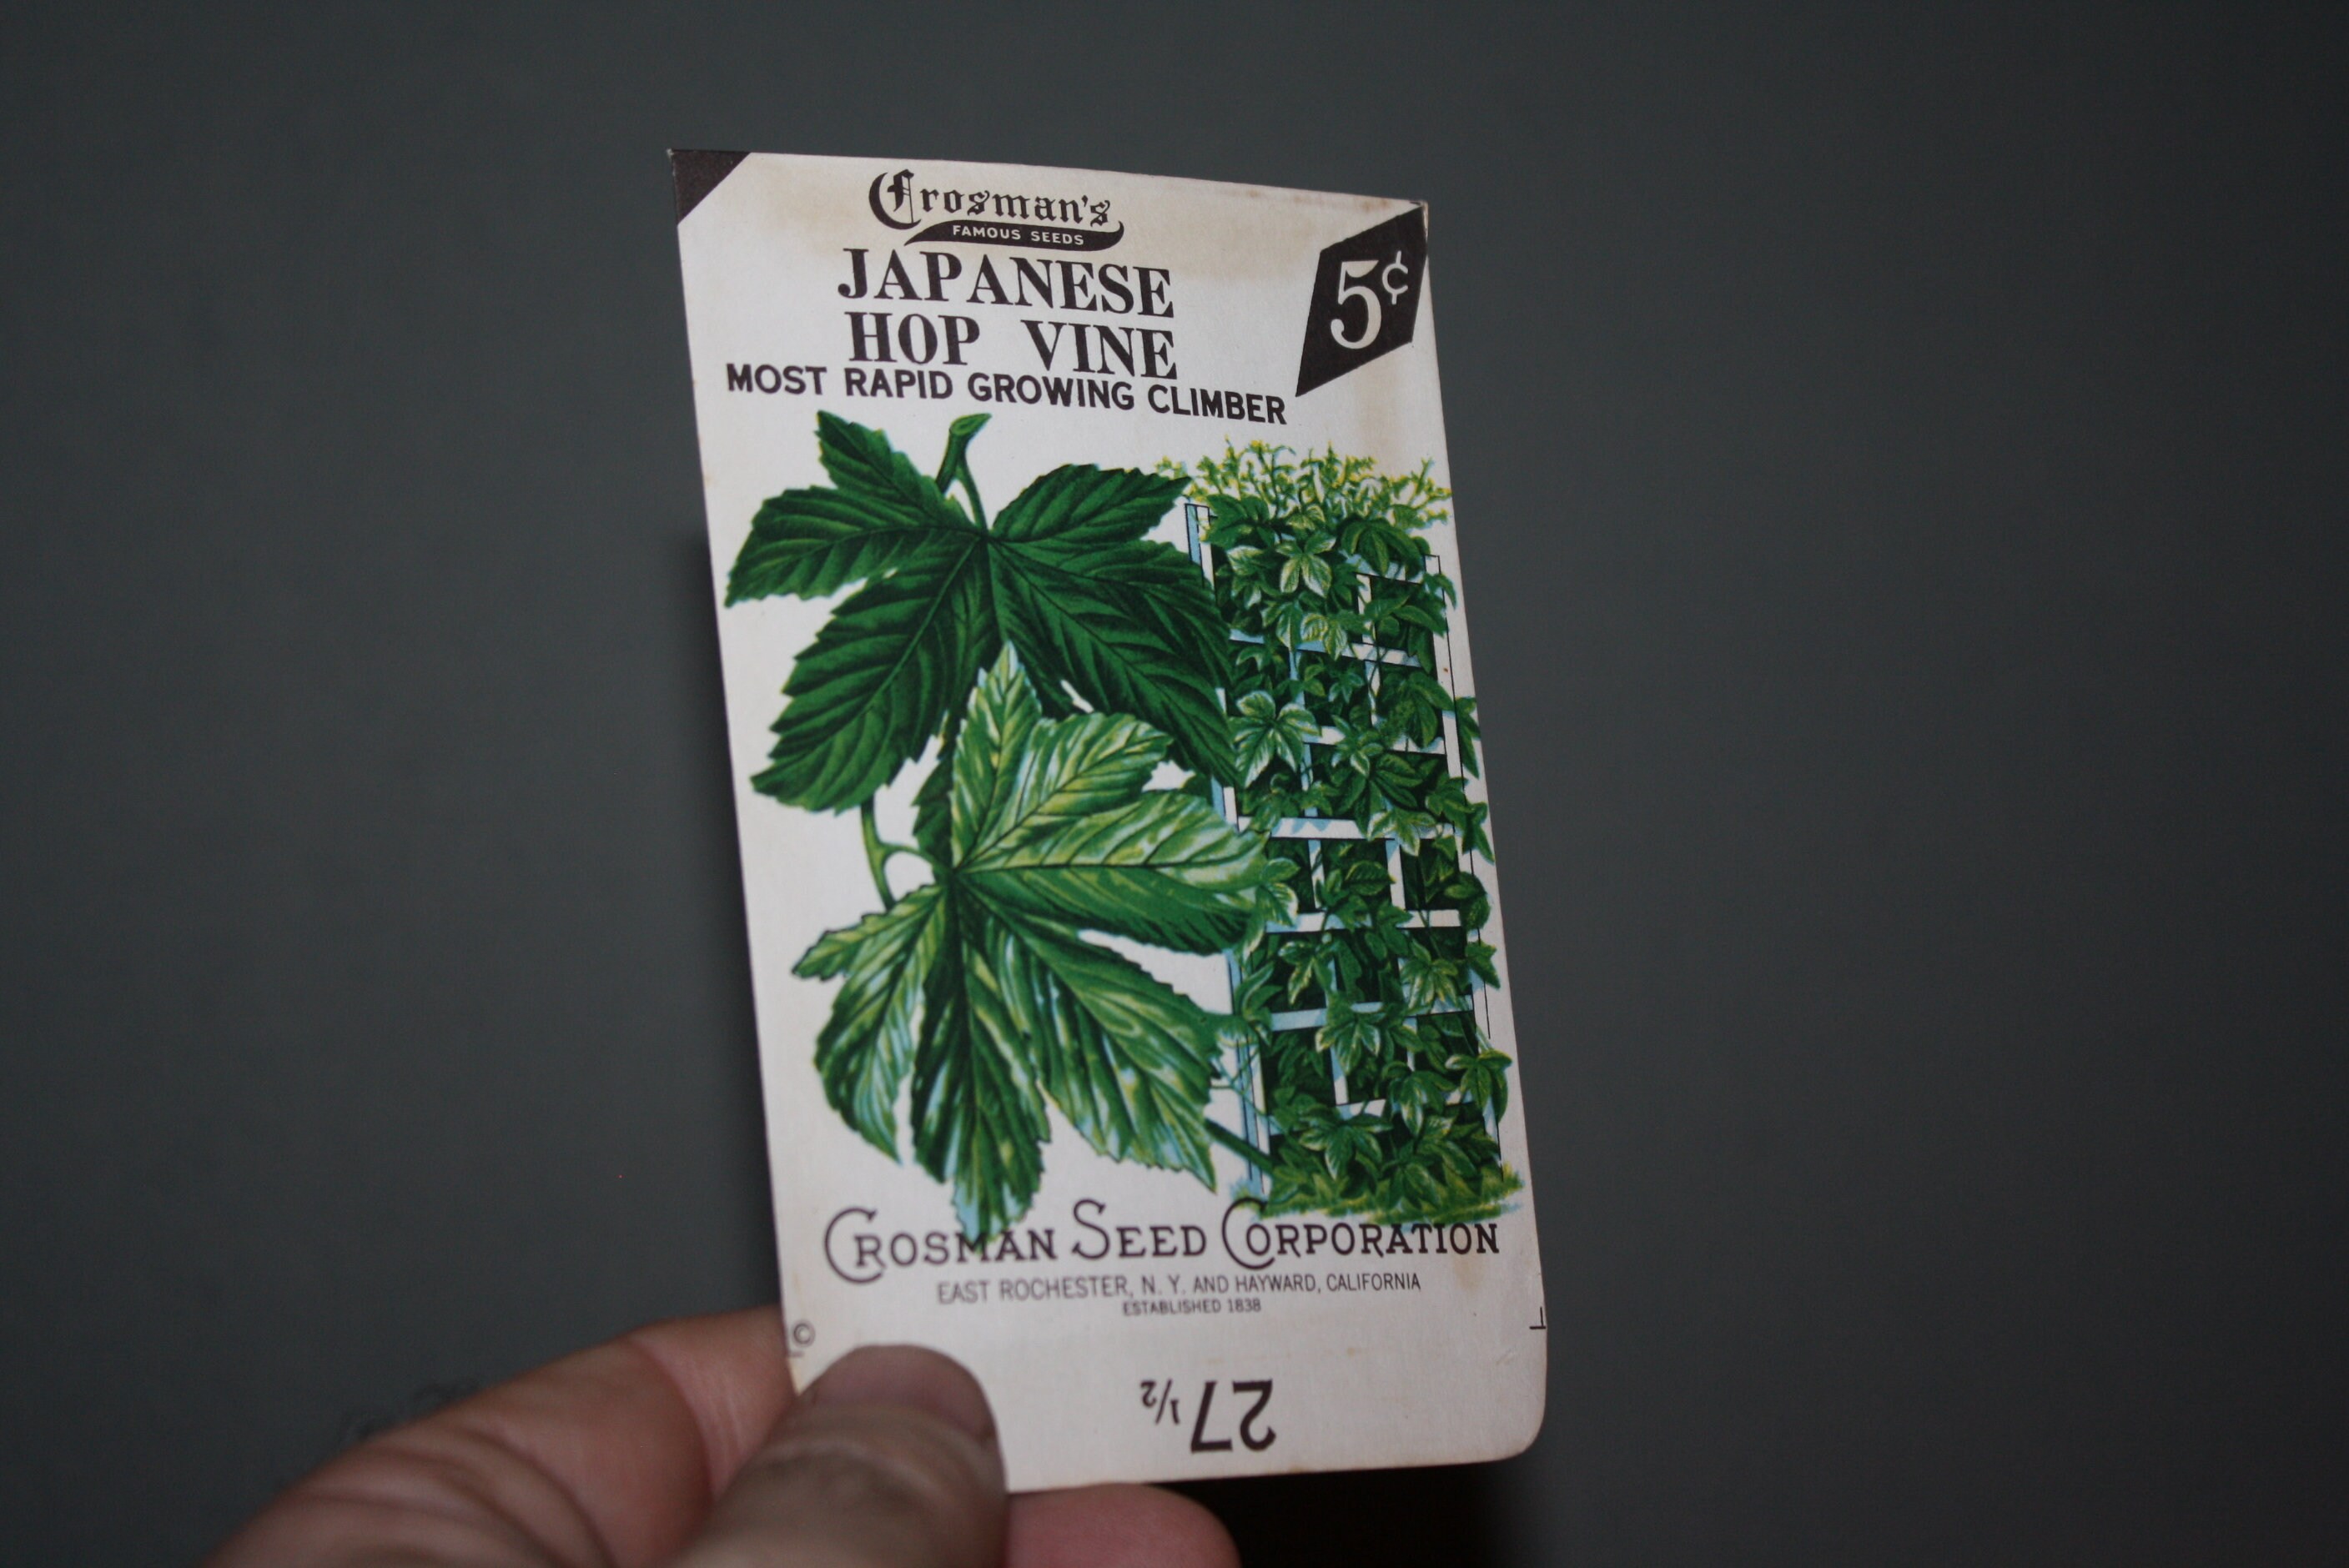 Crosman's
FAMOUS SEEDS
5¢
JAPANESE
HOP VINE
MOST RAPID GROWING CLIMBER
CROSMAN SEED CORPORATION
EAST ROCHESTER, N. Y. AND HAYWARD, CALIFORNIA
ESTABLISHED 1838
©
27 1/2